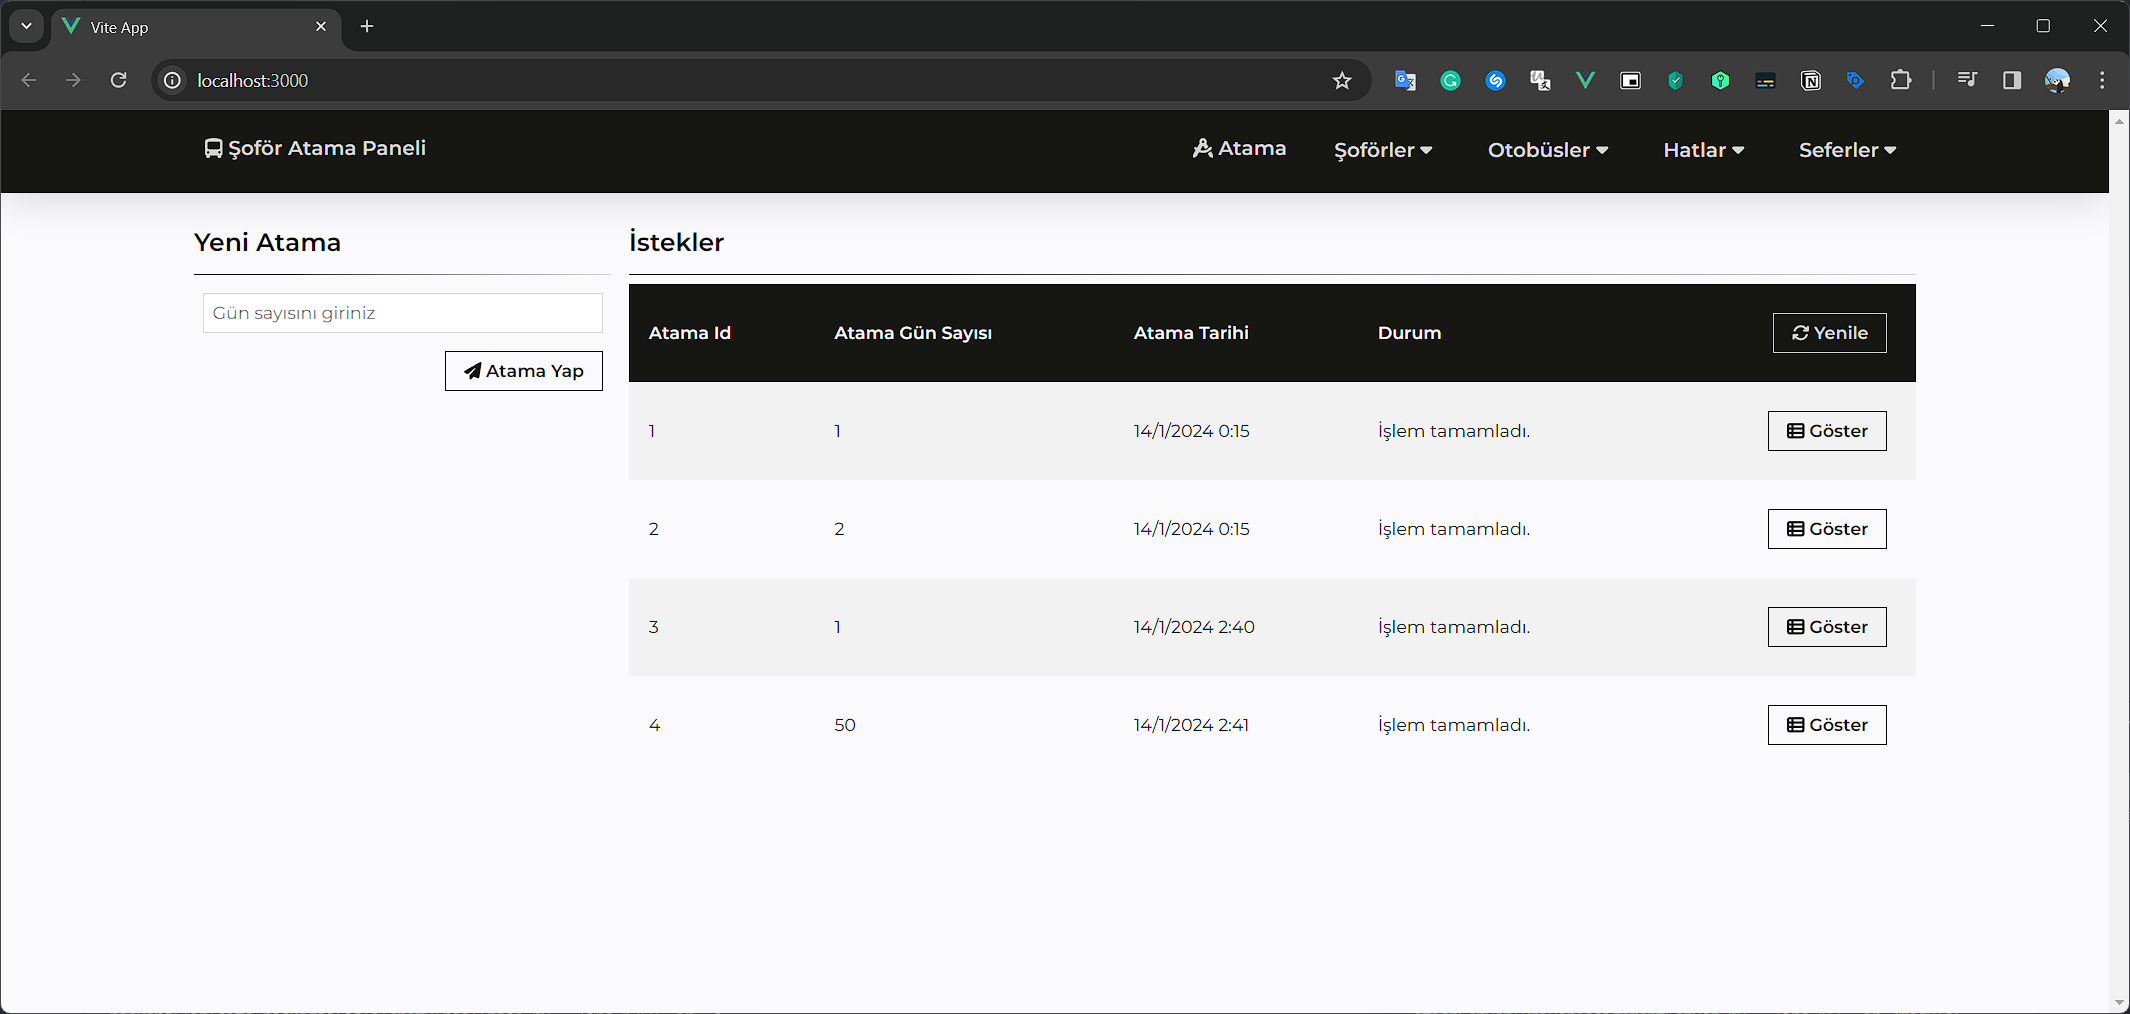 Vite App
localhost:3000
Şoför Atama Paneli
Atama
Şoförler
Otobüsler
Hatlar
Seferler
Yeni Atama
Gün sayısını giriniz
Atama Yap
İstekler
Atama Id Atama Gün Sayısı Atama Tarihi Durum Yenile
1 1 14/1/2024 0:15 İşlem tamamladı. Göster
2 2 14/1/2024 0:15 İşlem tamamladı. Göster
3 1 14/1/2024 2:40 İşlem tamamladı. Göster
4 50 14/1/2024 2:41 İşlem tamamladı. Göster